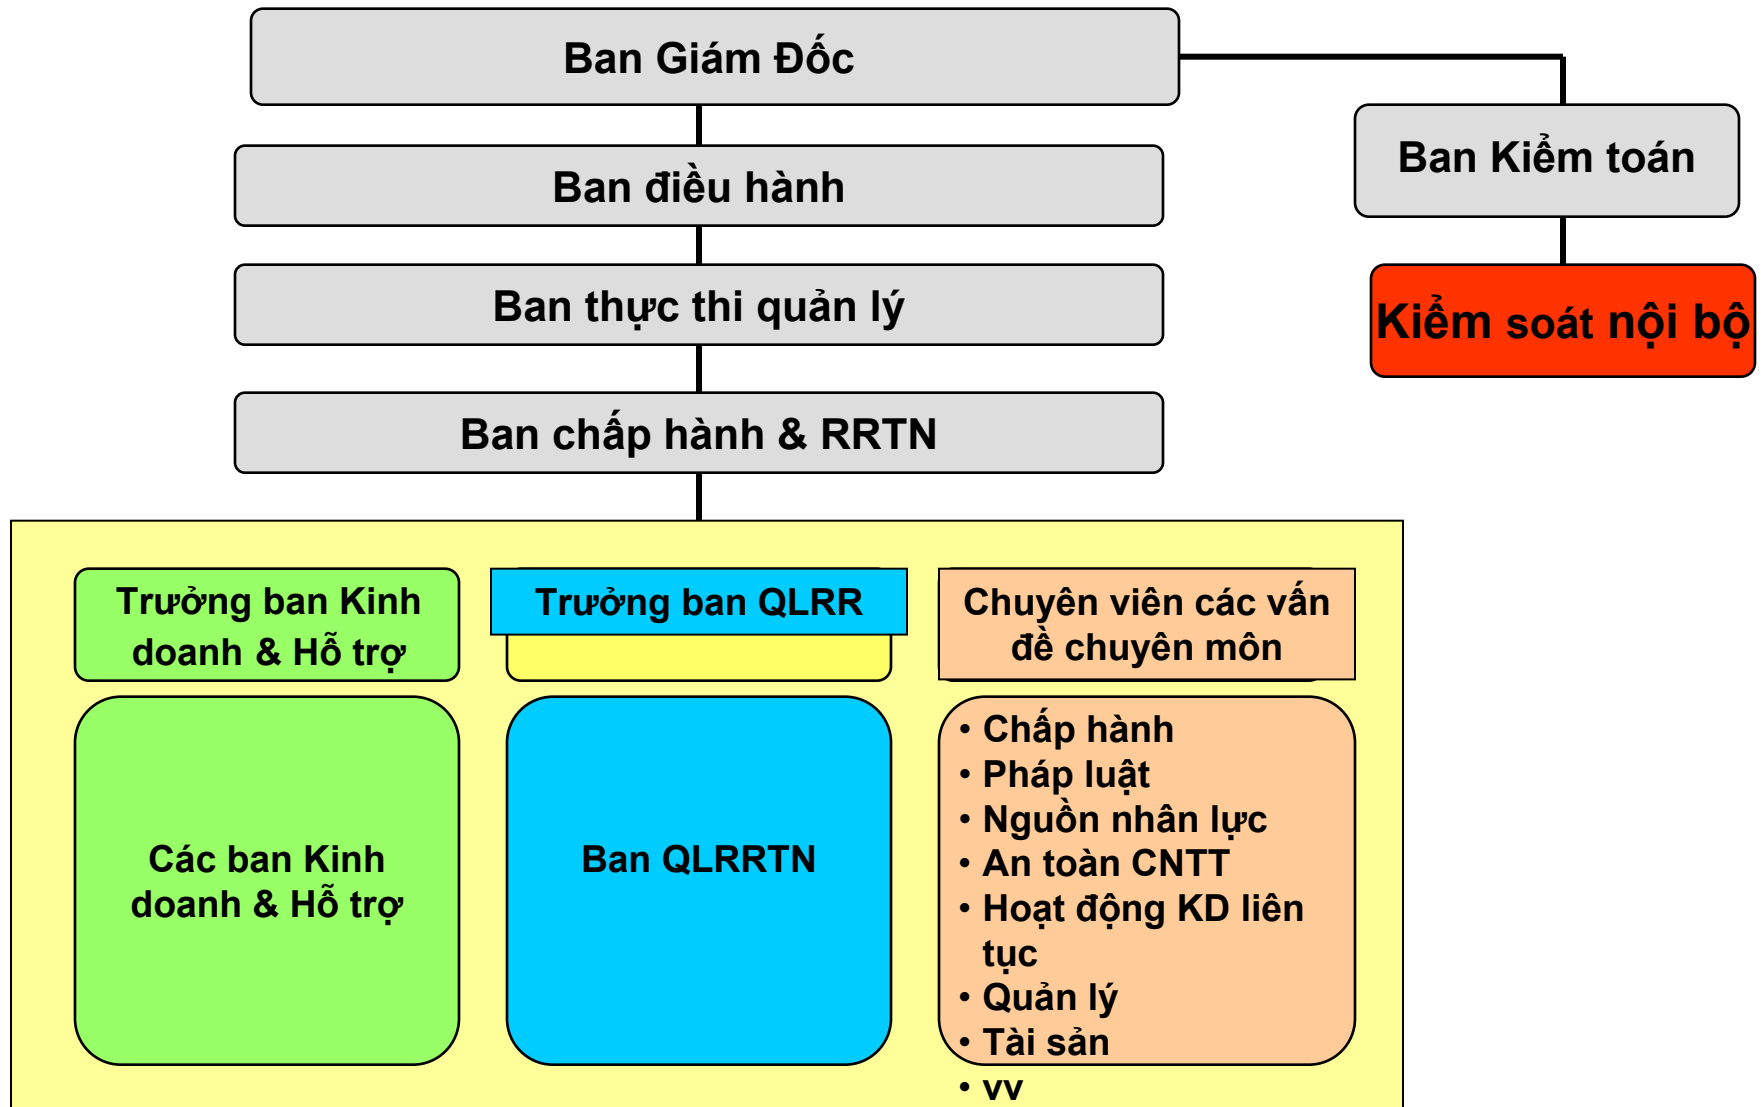 Ban Giám Đốc
Ban Kiểm toán
Ban điều hành
Ban thực thi quản lý
Kiểm soát nội bộ
Ban chấp hành & RRTN
Trưởng ban Kinh
doanh & Hỗ trợ
Trưởng ban QLRR
Chuyên viên các vấn
đề chuyên môn
Các ban Kinh
doanh & Hỗ trợ
Ban QLRRTN
• Chấp hành
• Pháp luật
• Nguồn nhân lực
• An toàn CNTT
• Hoạt động KD liên
tục
• Quản lý
• Tài sản
• vv